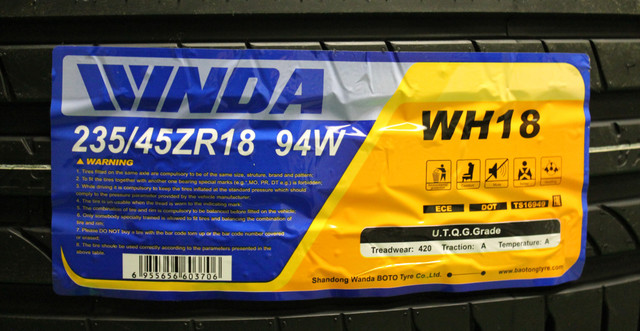 WINDA
235/45ZR18 94W
WH18
WARNING
1. Tires fitted on the same axle are compulsory to be of the same size, struture, brand and pattern.
2. To fit the tires together with another one bearing special marks (e.g.",MO, PR, DT e.g.) is forbidden.
3. While driving it is compulsory to keep the tires inflated at the standard pressure which should
comply to the pressure parameter provided by the vehicle manufacturer.
4. The tire is un-useable when the tread is worn to the indicating mark.
5. The combination of tire and rim is compulsory to be balanced before fitted on the vehicle.
6. Only somebody specially trained is allowed to fit tires and balancing the combination of
tire and rim.
7. Please DO NOT buy a tire with the bar code torn up or the bar code number covered
or erased.
8. The tire should be used correctly according to the parameters presented in the
above table.
6 955656 603706
ECE DOT TS16949
U.T.Q.G.Grade
Treadwear: 420 Traction: A Temperature: A
Shandong Wanda BOTO Tyre Co.,Ltd. www.baotongtyre.com